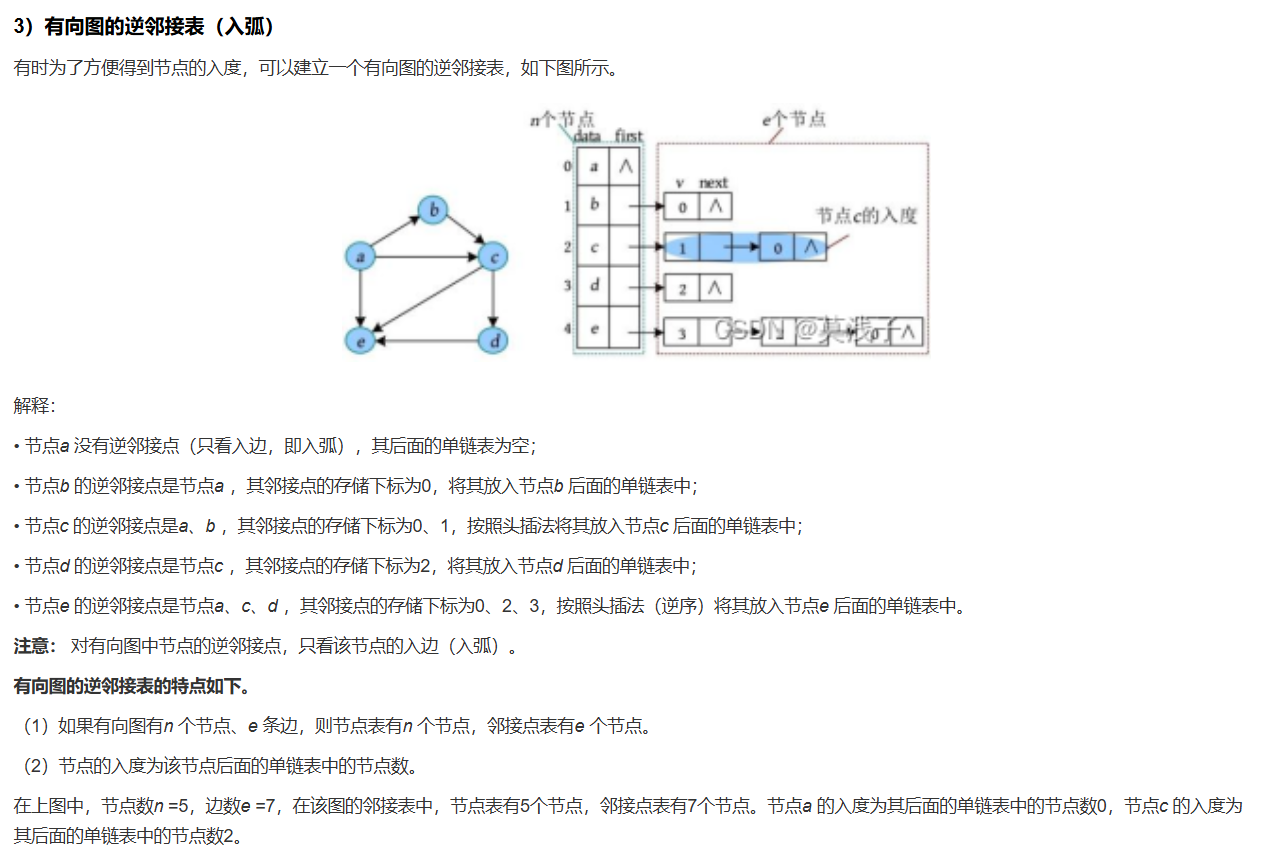 3）有向图的逆邻接表（入弧）
有时为了方便得到节点的入度，可以建立一个有向图的逆邻接表，如下图所示。
n个节点
e个节点
data first
0 a ∧
v next
1 b 0 ∧
节点c的入度
2 c 1 0 ∧
3 d 2 ∧
4 e 3 0 ∧
CSDN @莫浅子
b
a c
e d
解释：
• 节点a 没有逆邻接点（只看入边，即入弧），其后面的单链表为空；
• 节点b 的逆邻接点是节点a ，其邻接点的存储下标为0，将其放入节点b 后面的单链表中；
• 节点c 的逆邻接点是a、b ，其邻接点的存储下标为0、1，按照头插法将其放入节点c 后面的单链表中；
• 节点d 的逆邻接点是节点c ，其邻接点的存储下标为2，将其放入节点d 后面的单链表中；
• 节点e 的逆邻接点是节点a、c、d ，其邻接点的存储下标为0、2、3，按照头插法（逆序）将其放入节点e 后面的单链表中。
注意： 对有向图中节点的逆邻接点，只看该节点的入边（入弧）。
有向图的逆邻接表的特点如下。
（1）如果有向图有n 个节点、e 条边，则节点表有n 个节点，邻接点表有e 个节点。
（2）节点的入度为该节点后面的单链表中的节点数。
在上图中，节点数n =5，边数e =7，在该图的邻接表中，节点表有5个节点，邻接点表有7个节点。节点a 的入度为其后面的单链表中的节点数0，节点c 的入度为
其后面的单链表中的节点数2。